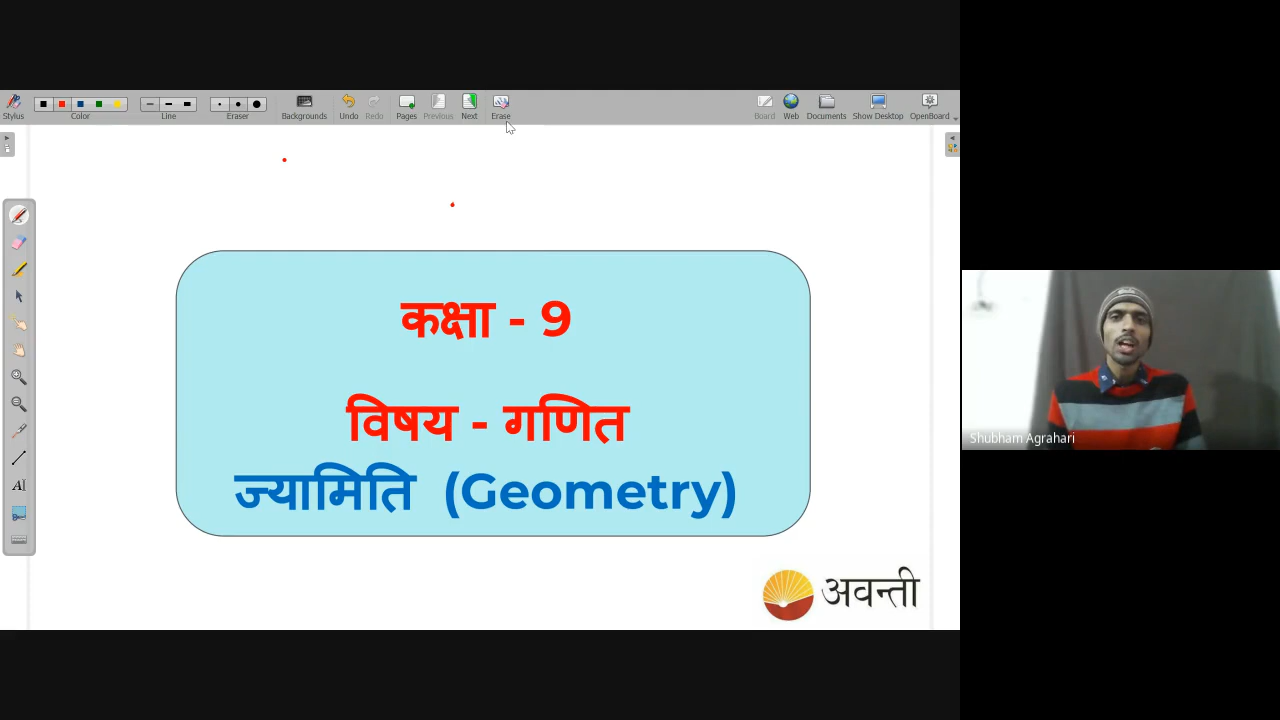 Stylus Color Line Eraser Backgrounds Undo Redo Pages Previous Next Erase Board Web Documents Show Desktop OpenBoard
कक्षा - 9
विषय - गणित
ज्यामिति (Geometry)
अवन्ती
Shubham Agrahari